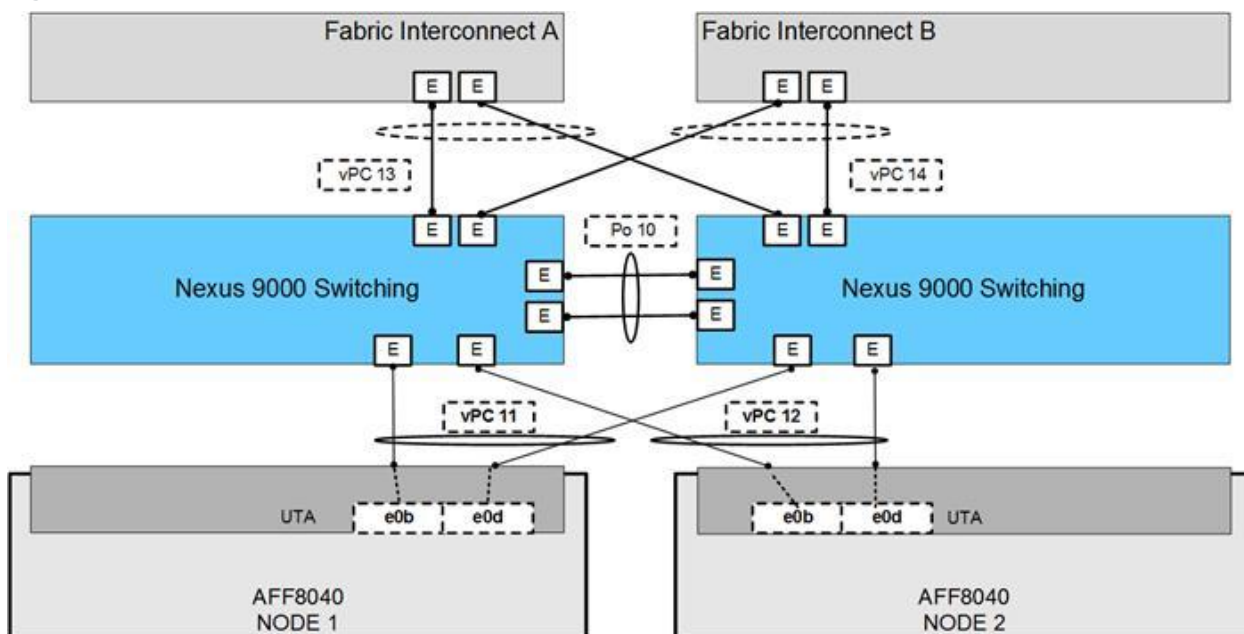 Fabric Interconnect A
Fabric Interconnect B
E E
E E
vPC 13
vPC 14
E E
Po 10
E E
E E
Nexus 9000 Switching
Nexus 9000 Switching
E E
E E
E E
vPC 11
vPC 12
UTA e0b e0d
e0b e0d UTA
AFF8040
NODE 1
AFF8040
NODE 2